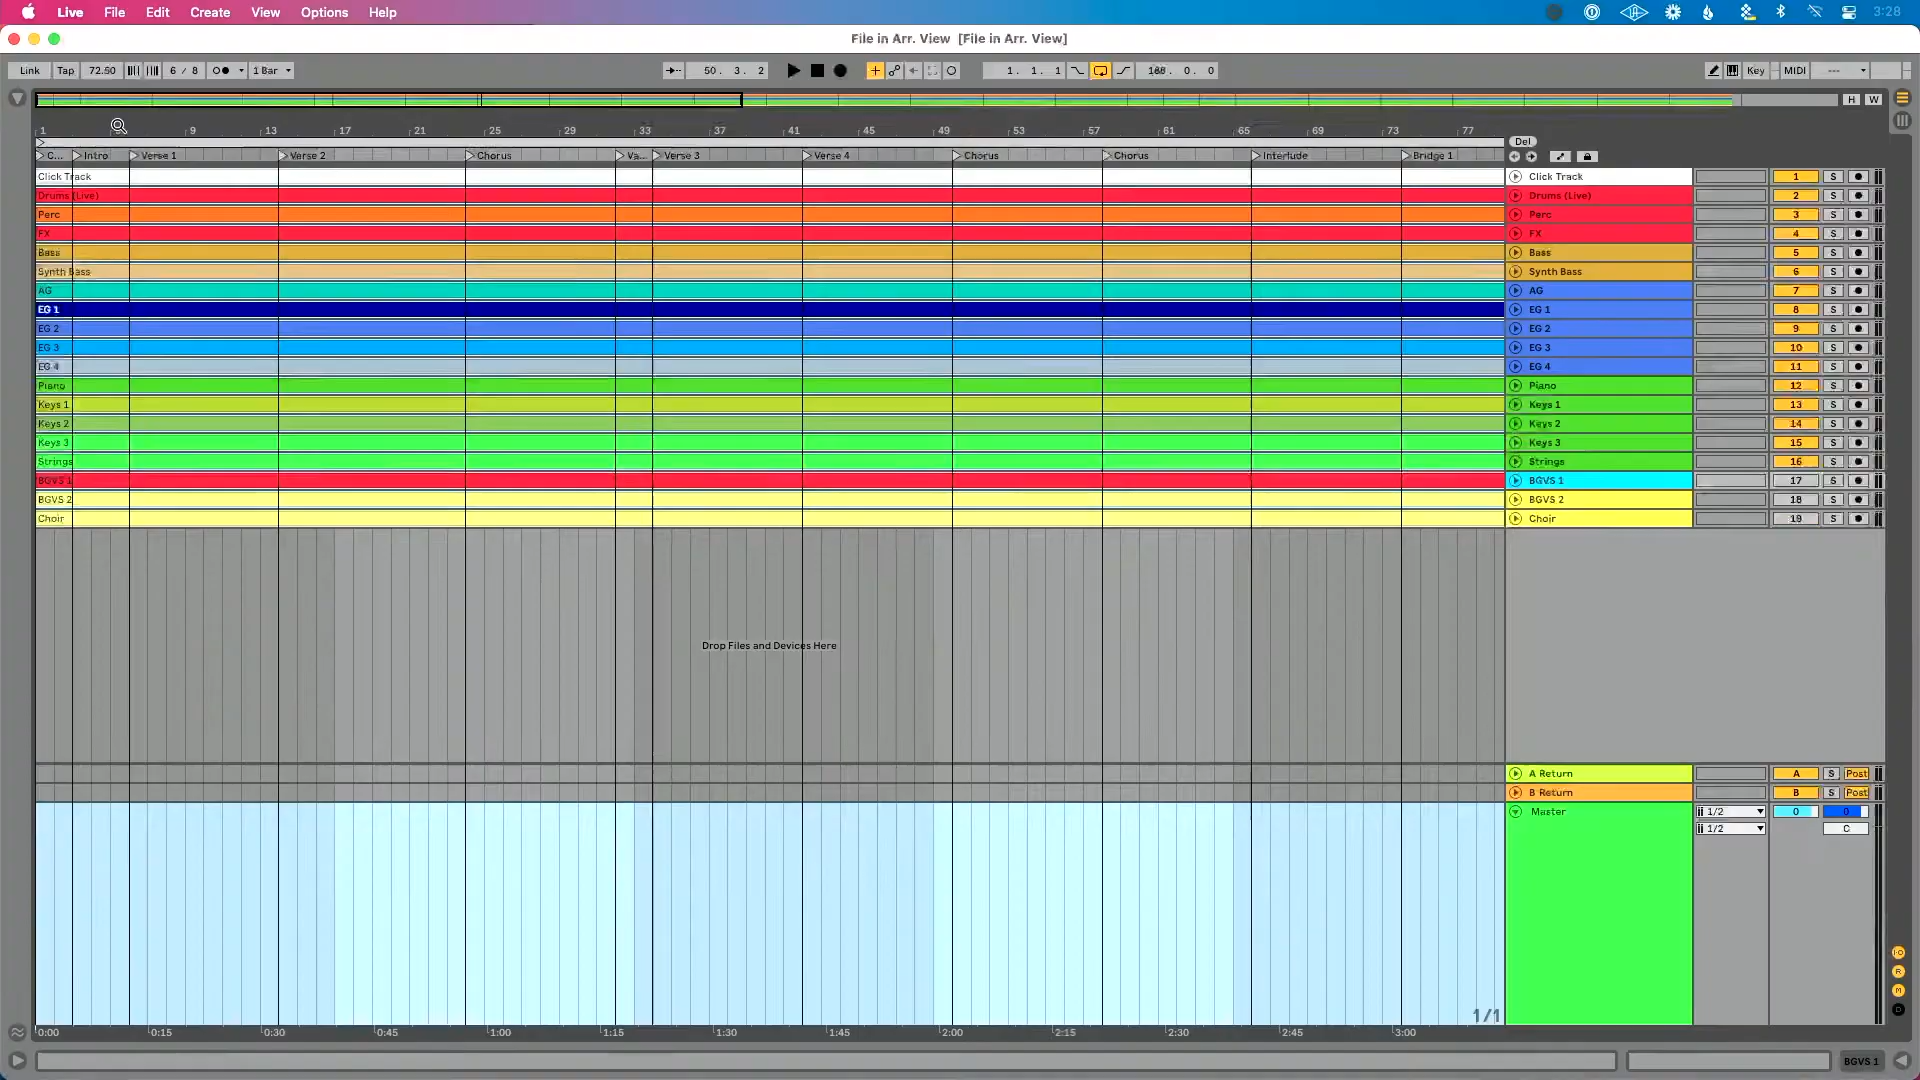 Live File Edit Create View Options Help 3:28
File in Arr. View [File in Arr. View]
Link Tap 72.50 6 / 8 1 Bar 50. 3. 2 1. 1. 1 . 0. 0 Key MIDI ---
H W
1 9 13 17 21 25 29 33 37 41 45 49 53 57 61 65 69 73 77
Del
C... Intro Verse 1 Verse 2 Chorus Va... Verse 3 Verse 4 Chorus Chorus Interlude Bridge 1
Click Track Click Track 1 S
Drums (Live) Drums (Live) 2 S
Perc Perc 3 S
FX FX 4 S
Bass Bass 5 S
Synth Bass Synth Bass 6 S
AG AG 7 S
EG 1 EG 1 8 S
EG 2 EG 2 9 S
EG 3 EG 3 10 S
EG 4 EG 4 11 S
Piano Piano 12 S
Keys 1 Keys 1 13 S
Keys 2 Keys 2 14 S
Keys 3 Keys 3 15 S
Strings Strings 16 S
BGVS 1 BGVS 1 17 S
BGVS 2 BGVS 2 18 S
Choir Choir 19 S
Drop Files and Devices Here
A Return A S Post
B Return B S Post
Master 1/2 0 0
1/2 C
I·O
R
M
D
1/1
0:00 0:15 0:30 0:45 1:00 1:15 1:30 1:45 2:00 2:15 2:30 2:45 3:00
BGVS 1